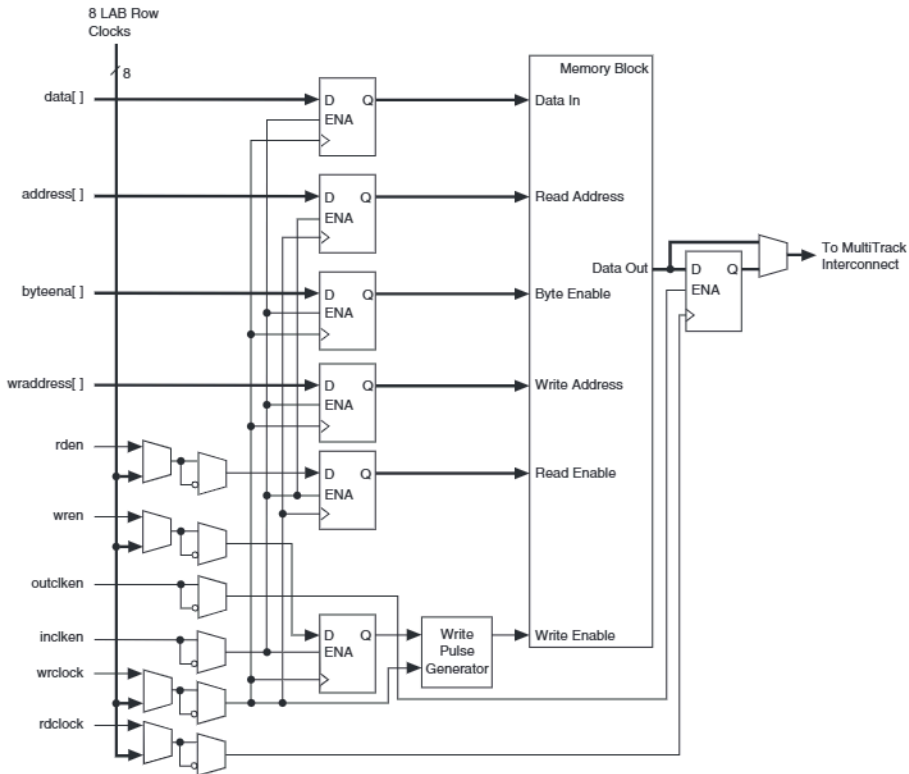 8 LAB Row
Clocks
8
Memory Block
data[ ]
D Q
Data In
ENA
address[ ]
D Q
Read Address
ENA
To MultiTrack
Interconnect
Data Out
D Q
byteena[ ]
D Q
Byte Enable
ENA
ENA
wraddress[ ]
D Q
Write Address
ENA
rden
D Q
Read Enable
ENA
wren
outclken
inclken
D Q
Write
Pulse
Generator
Write Enable
ENA
wrclock
rdclock